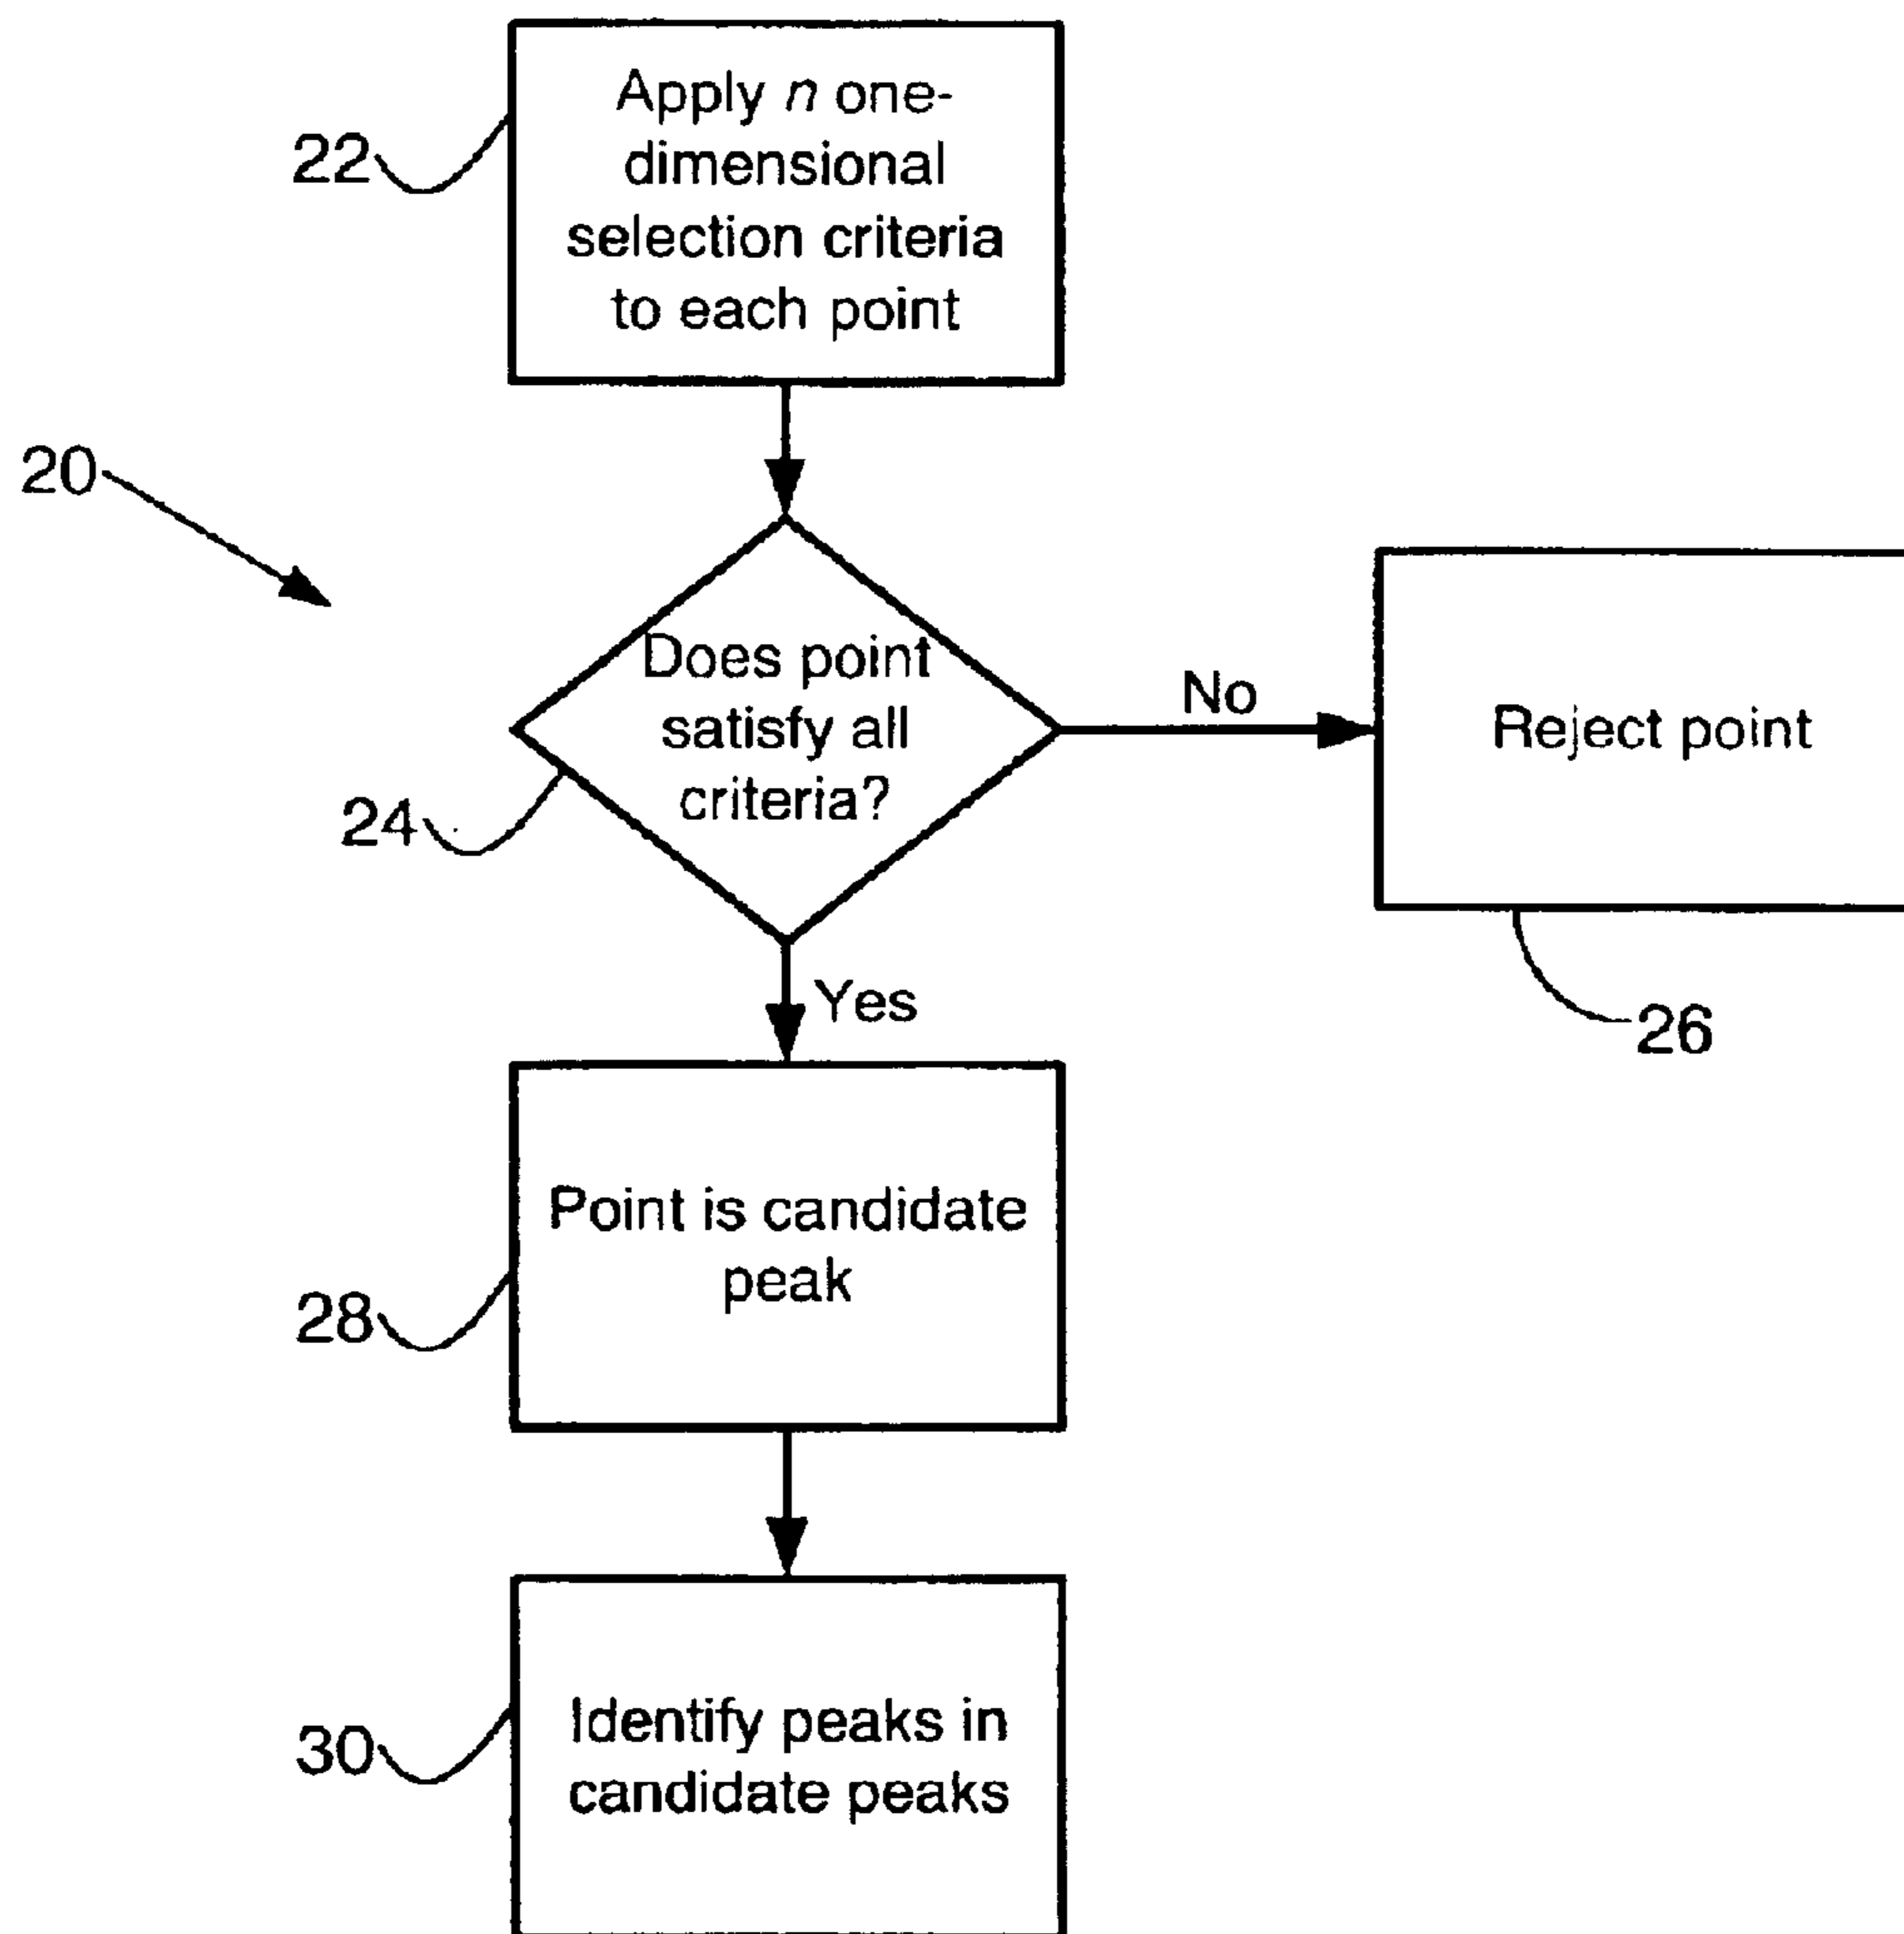 Apply n one-
dimensional
selection criteria
to each point
22
20
Does point
satisfy all
criteria?
24
No
Reject point
26
Yes
Point is candidate
peak
28
Identify peaks in
candidate peaks
30